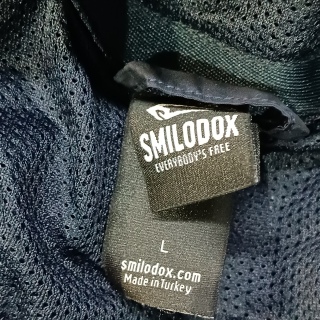 SMILODOX
EVERYBODY'S FREE
L
smilodox.com
Made in Turkey